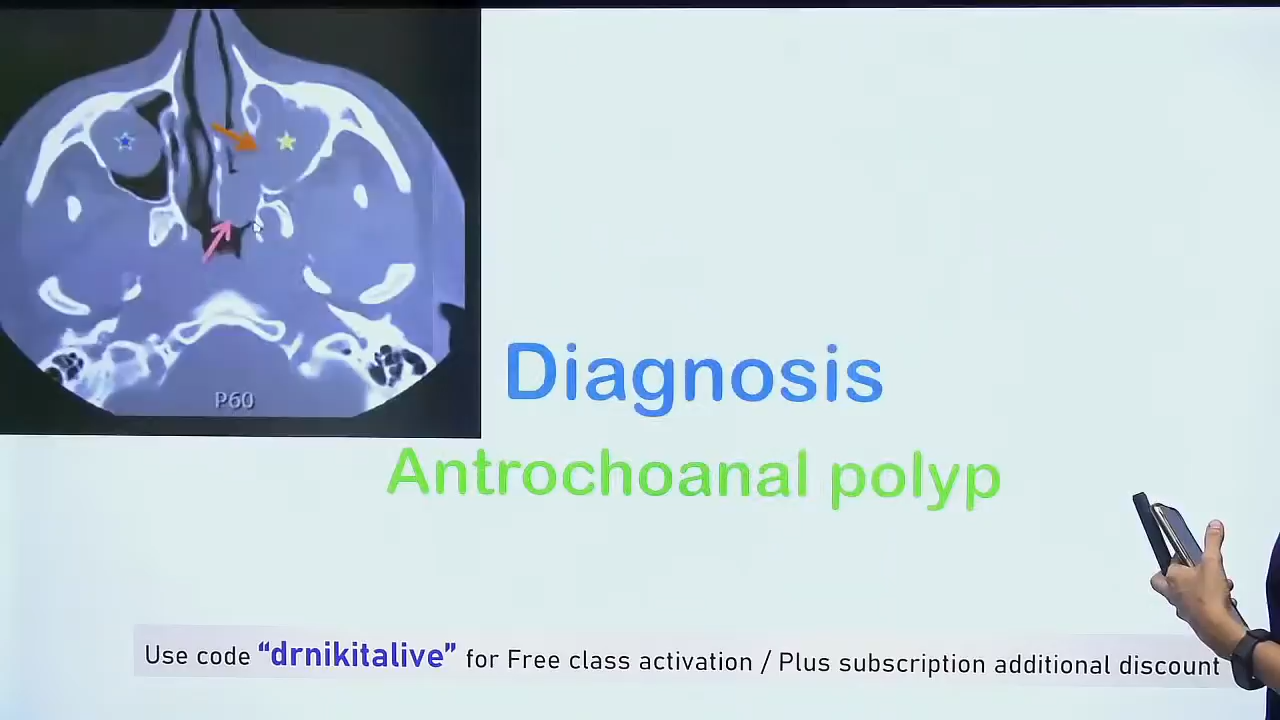 P60
Diagnosis
Antrochoanal polyp
Use code “drnikitalive” for Free class activation / Plus subscription additional discount